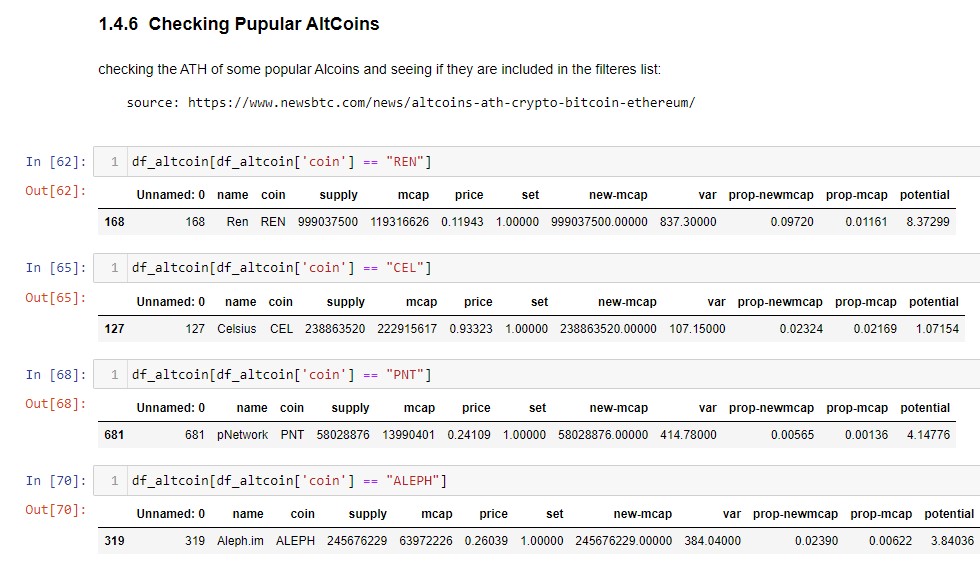 1.4.6 Checking Pupular AltCoins
checking the ATH of some popular Alcoins and seeing if they are included in the filteres list:
source: https://www.newsbtc.com/news/altcoins-ath-crypto-bitcoin-ethereum/
In [62]: 1 df_altcoin[df_altcoin['coin'] == "REN"]
Out[62]:
Unnamed: 0 name coin supply mcap price set new-mcap var prop-newmcap prop-mcap potential
168 168 Ren REN 999037500 119316626 0.11943 1.00000 999037500.00000 837.30000 0.09720 0.01161 8.37299
In [65]: 1 df_altcoin[df_altcoin['coin'] == "CEL"]
Out[65]:
Unnamed: 0 name coin supply mcap price set new-mcap var prop-newmcap prop-mcap potential
127 127 Celsius CEL 238863520 222915617 0.93323 1.00000 238863520.00000 107.15000 0.02324 0.02169 1.07154
In [68]: 1 df_altcoin[df_altcoin['coin'] == "PNT"]
Out[68]:
Unnamed: 0 name coin supply mcap price set new-mcap var prop-newmcap prop-mcap potential
681 681 pNetwork PNT 58028876 13990401 0.24109 1.00000 58028876.00000 414.78000 0.00565 0.00136 4.14776
In [70]: 1 df_altcoin[df_altcoin['coin'] == "ALEPH"]
Out[70]:
Unnamed: 0 name coin supply mcap price set new-mcap var prop-newmcap prop-mcap potential
319 319 Aleph.im ALEPH 245676229 63972226 0.26039 1.00000 245676229.00000 384.04000 0.02390 0.00622 3.84036